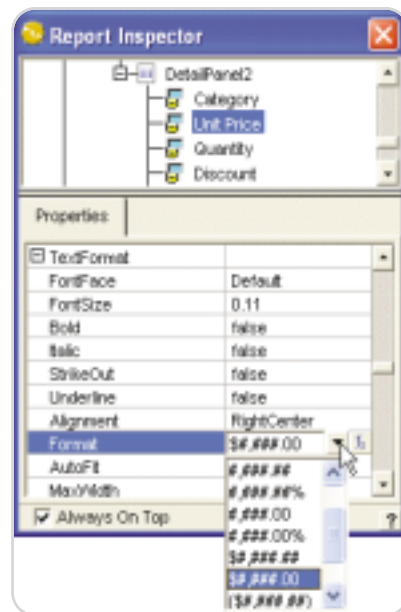 Report Inspector
DetailPanel2
Category
Unit Price
Quantity
Discount
Properties
TextFormat
FontFace Default
FontSize 0.11
Bold false
Italic false
StrikeOut false
Underline false
Alignment RightCenter
Format $#,###.00
AutoFit
MaxWidth
Always On Top ?
#,###.##
#,###.##%
#,###.00
#,###.00%
$#,###.##
$#,###.00
($#,###.##)